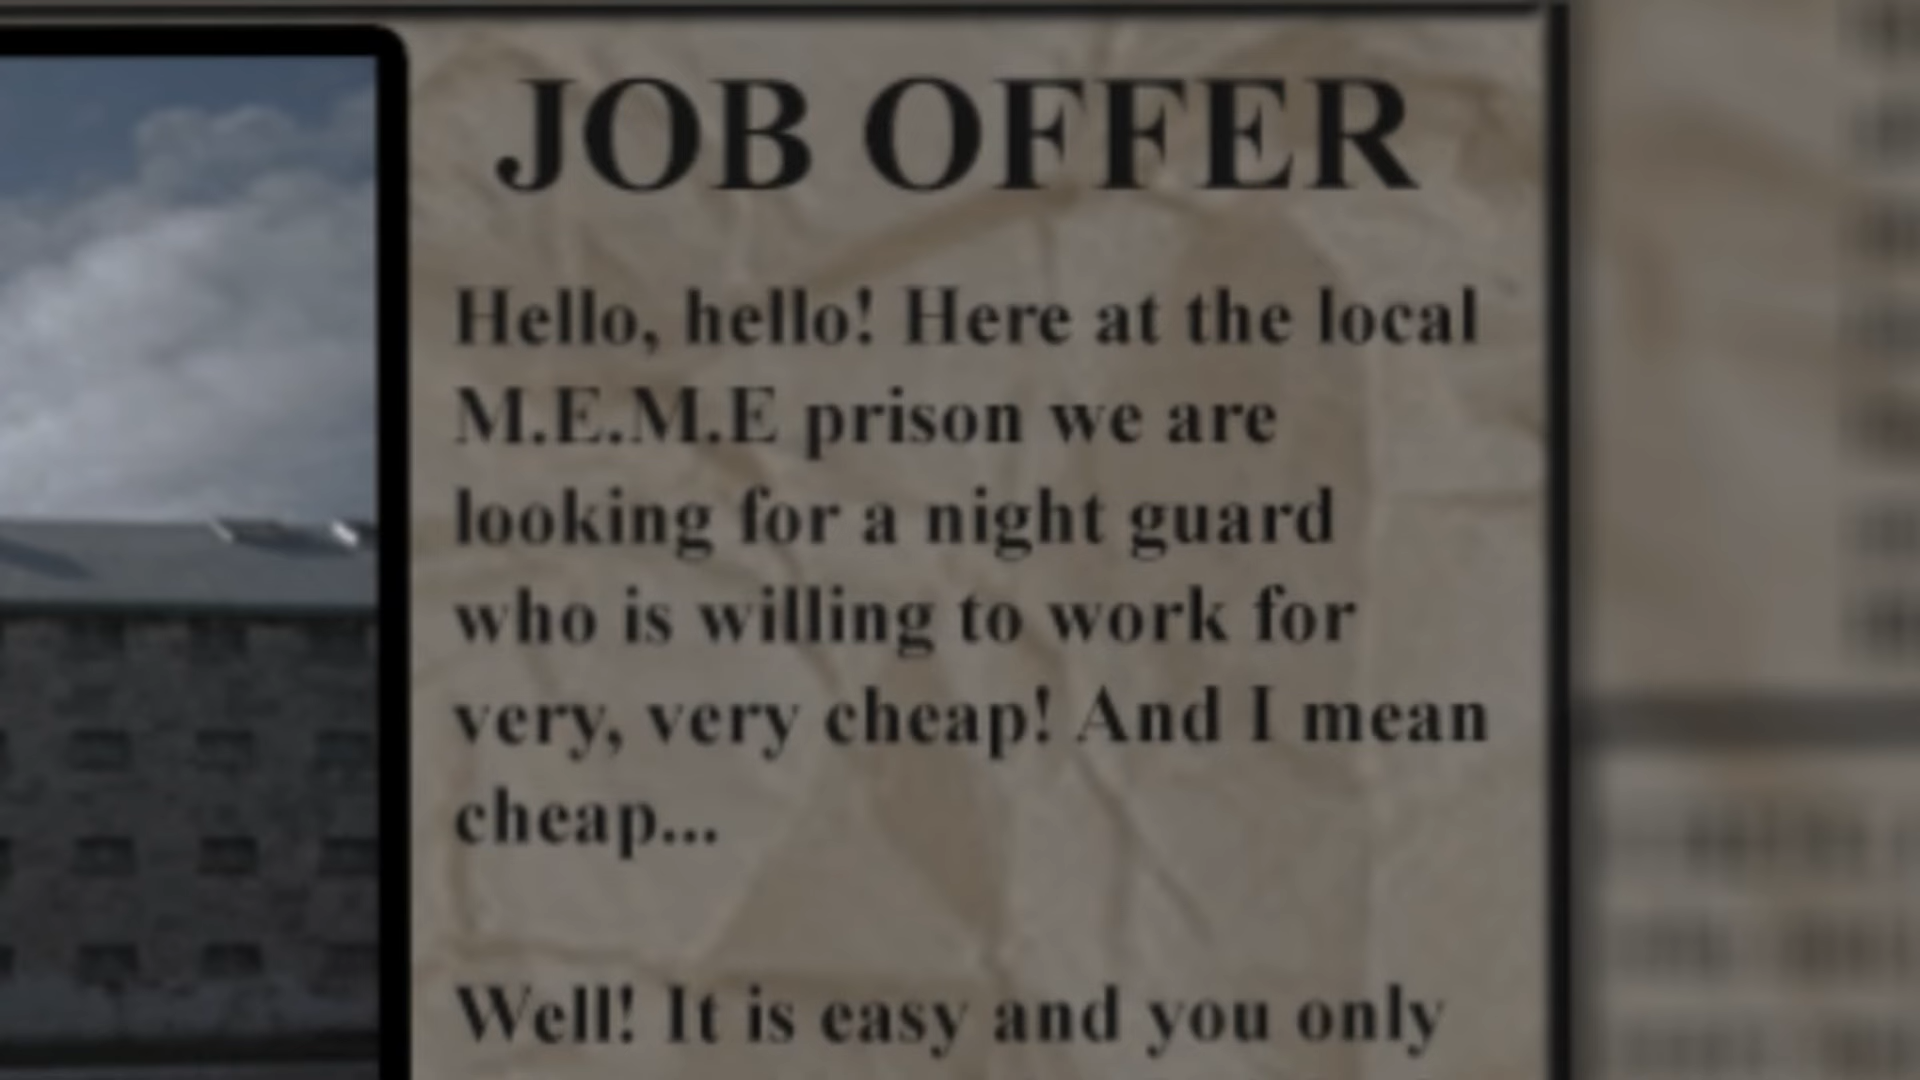 JOB OFFER
Hello, hello! Here at the local
M.E.M.E prison we are
looking for a night guard
who is willing to work for
very, very cheap! And I mean
cheap...
Well! It is easy and you only